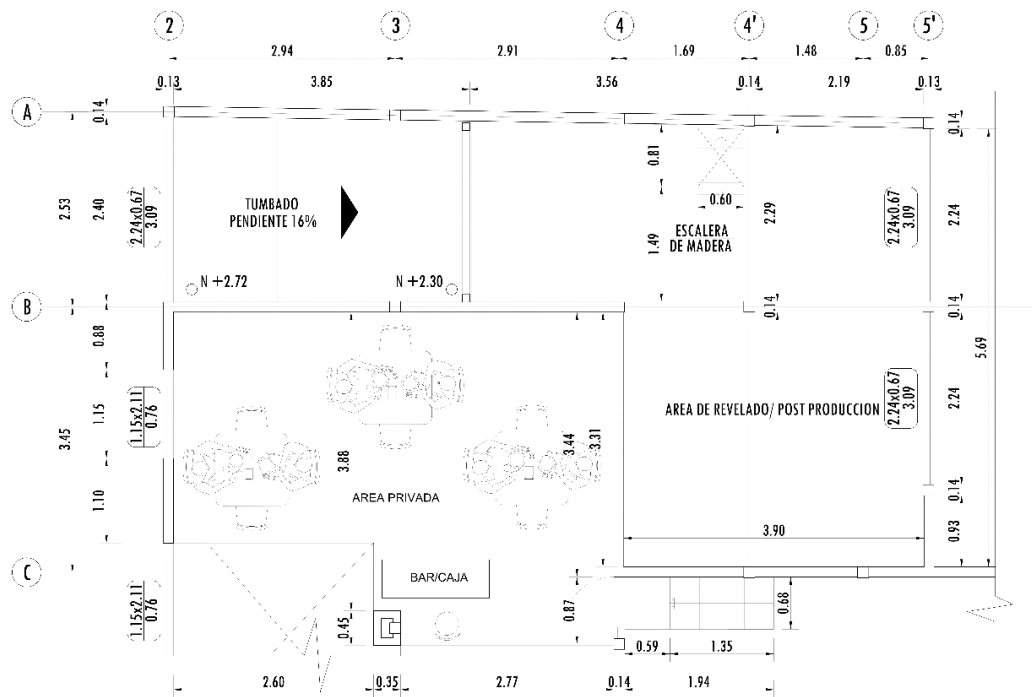 2 3 4 4' 5 5'
2.94 2.91 1.69 1.48 0.85
0.13 3.85 3.56 0.14 2.19 0.13
A
0.14
0.14
0.81
2.53
2.40
2.24x0.67
3.09
TUMBADO
PENDIENTE 16%
0.60
2.29
ESCALERA
DE MADERA
1.49
2.24x0.67
3.09
2.24
N +2.72
N +2.30
B
0.14
0.14
0.88
5.69
1.15x2.11
0.76
1.15
3.45
AREA DE REVELADO/ POST PRODUCCION
2.24x0.67
3.09
2.24
3.88
3.44
3.31
AREA PRIVADA
1.10
0.14
0.93
3.90
C
BAR/CAJA
1.15x2.11
0.76
0.45
0.87
0.68
0.59 1.35
2.60 0.35 2.77 0.14 1.94